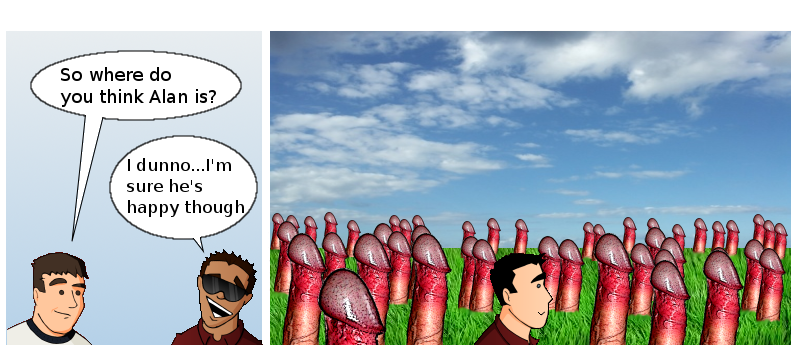 So where do
you think Alan is?
I dunno...I'm
sure he's
happy though